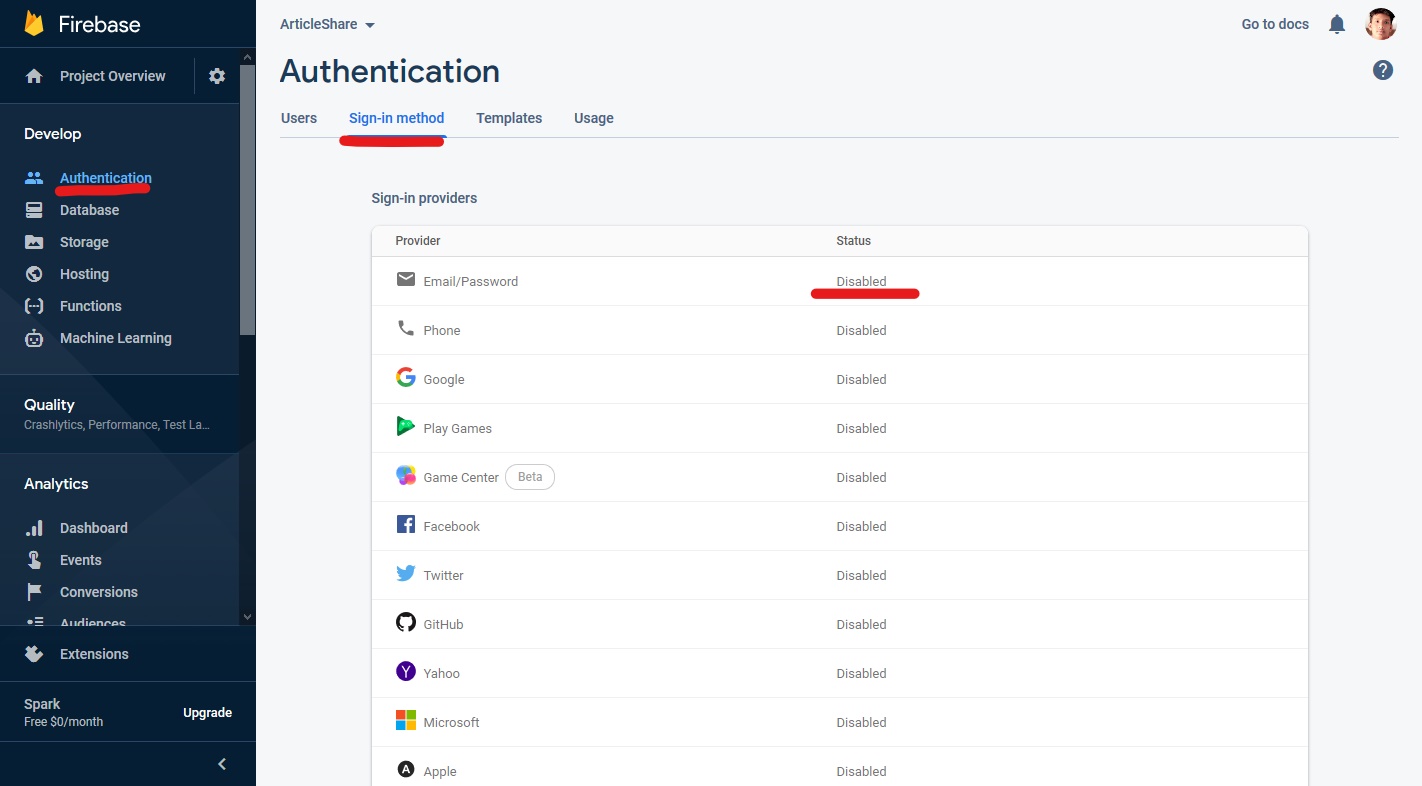 Firebase
Project Overview
Develop
Authentication
Database
Storage
Hosting
Functions
Machine Learning
Quality
Crashlytics, Performance, Test La...
Analytics
Dashboard
Events
Conversions
Audiences
Extensions
Spark
Free $0/month
Upgrade
ArticleShare
Go to docs
Authentication
?
Users Sign-in method Templates Usage
Sign-in providers
Provider Status
Email/Password Disabled
Phone Disabled
Google Disabled
Play Games Disabled
Game Center Beta Disabled
Facebook Disabled
Twitter Disabled
GitHub Disabled
Yahoo Disabled
Microsoft Disabled
Apple Disabled